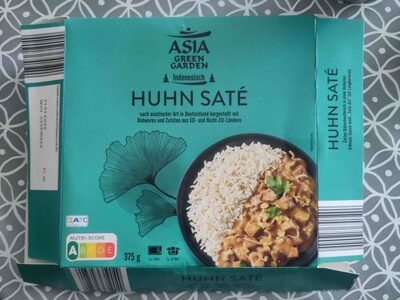 ASIA
GREEN
GARDEN
Indonesisch
HUHN SATÉ
nach asiatischer Art in Deutschland hergestellt mit
Rohwaren und Zutaten aus EU- und Nicht-EU-Ländern
NUTRI-SCORE
A B C D E
375 g
HUHN SATÉ
HUHN SATÉ